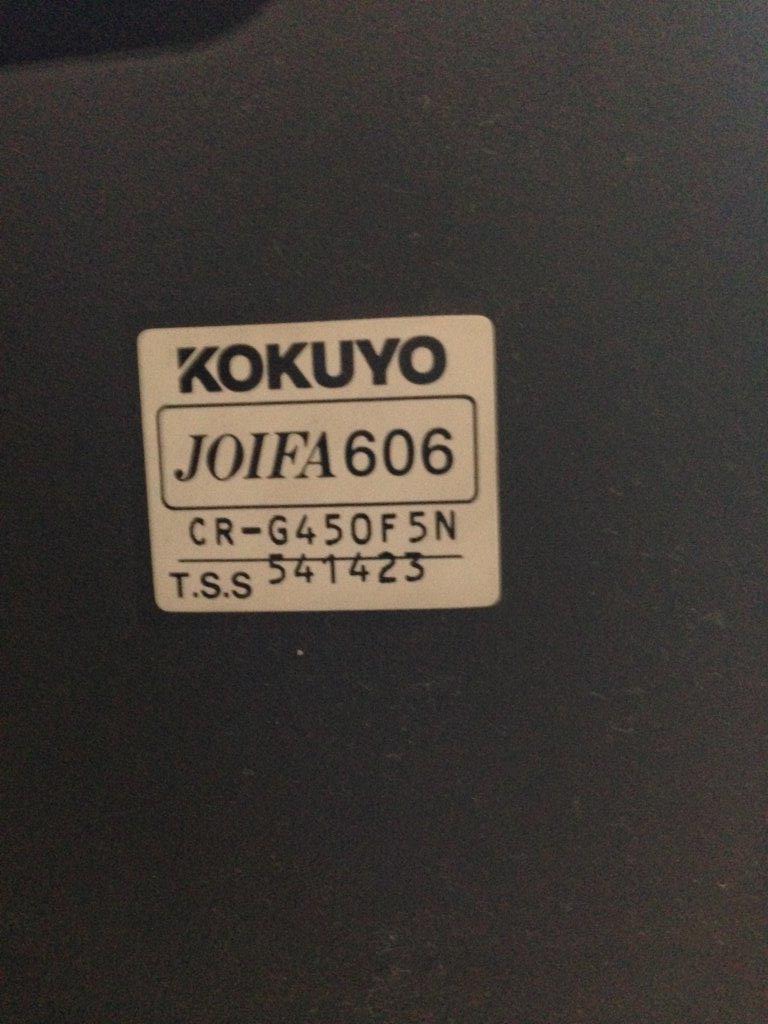 KOKUYO
JOIFA606
CR-G450F5N
T.S.S 541423